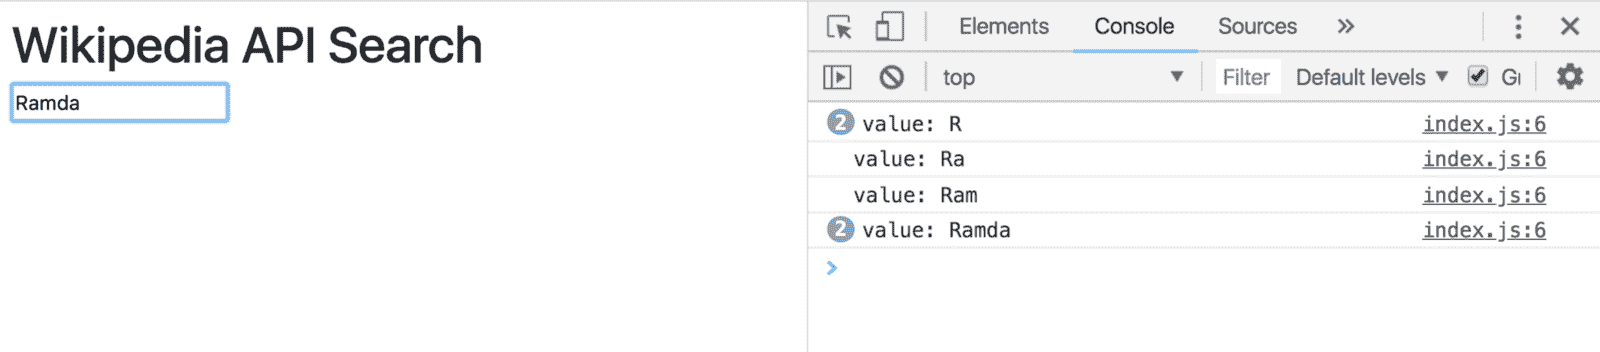 Wikipedia API Search
Ramda
Elements Console Sources
top Filter Default levels Gr
2 value: R index.js:6
value: Ra index.js:6
value: Ram index.js:6
2 value: Ramda index.js:6